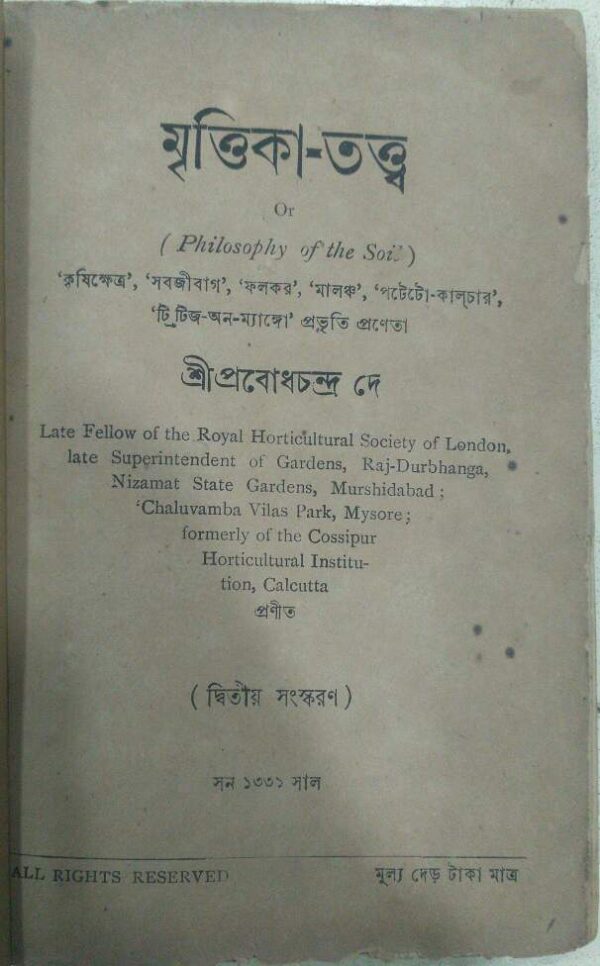 মৃত্তিকা-তত্ত্ব
Or
( Philosophy of the Soil )
‘কৃষিক্ষেত্র’, ‘সবজীবাগ’, ‘ফলকর’, ‘মালঞ্চ’, ‘পটেটো-কাল্‌চার’,
‘ট্রিটিজ-অন-ম্যাঙ্গো’ প্রভৃতি প্রণেতা
শ্রীপ্রবোধচন্দ্র দে
Late Fellow of the Royal Horticultural Society of London,
late Superintendent of Gardens, Raj-Durbhanga,
Nizamat State Gardens, Murshidabad ;
‘Chaluvamba Vilas Park, Mysore ;
formerly of the Cossipur
Horticultural Institu-
tion, Calcutta
প্রণীত
( দ্বিতীয় সংস্করণ )
সন ১৩৩১ সাল
ALL RIGHTS RESERVED
মূল্য দেড় টাকা মাত্র